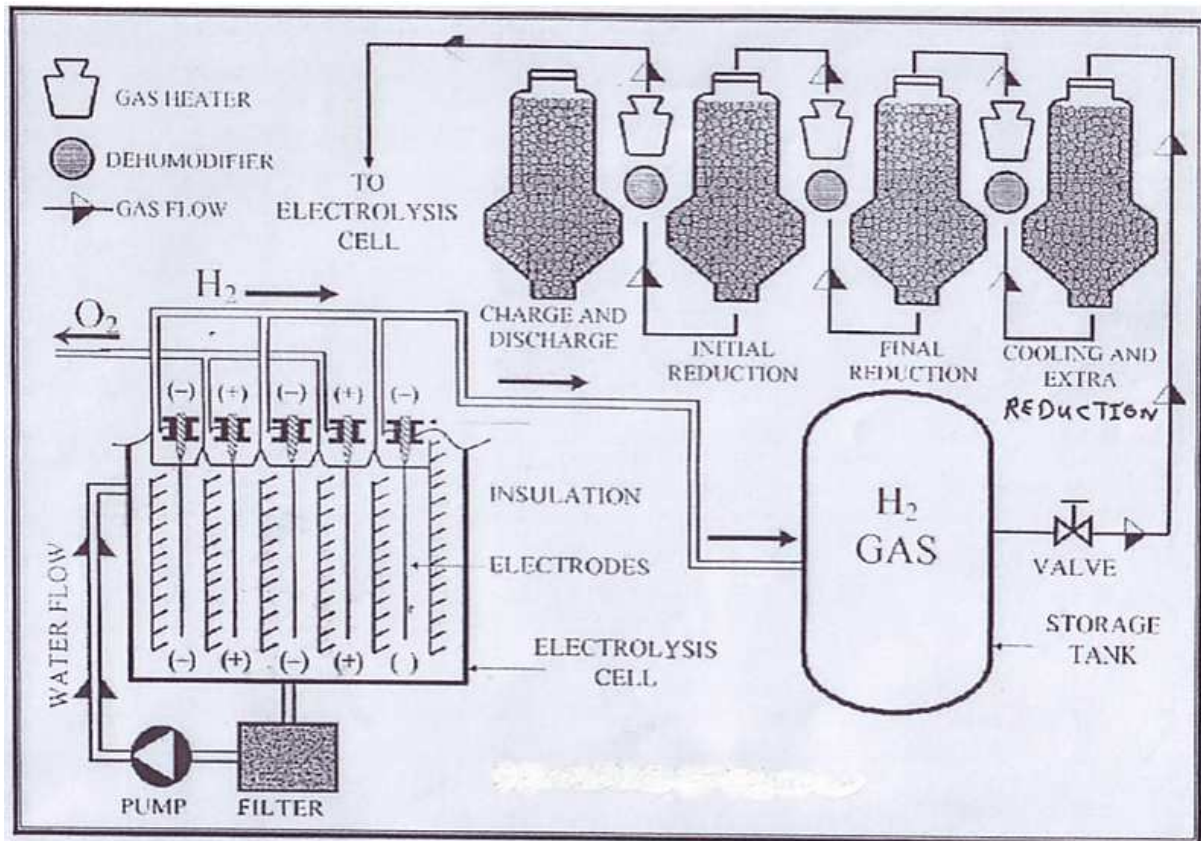 GAS HEATER
DEHUMODIFIER
GAS FLOW
TO
ELECTROLYSIS
CELL
CHARGE AND
DISCHARGE
INITIAL
REDUCTION
FINAL
REDUCTION
COOLING AND
EXTRA
REDUCTION
H2
O2
(-) (+) (-) (+) (-)
INSULATION
ELECTRODES
ELECTROLYSIS
CELL
(-) (+) (-) (+) ( )
WATER FLOW
PUMP
FILTER
H2
GAS
VALVE
STORAGE
TANK